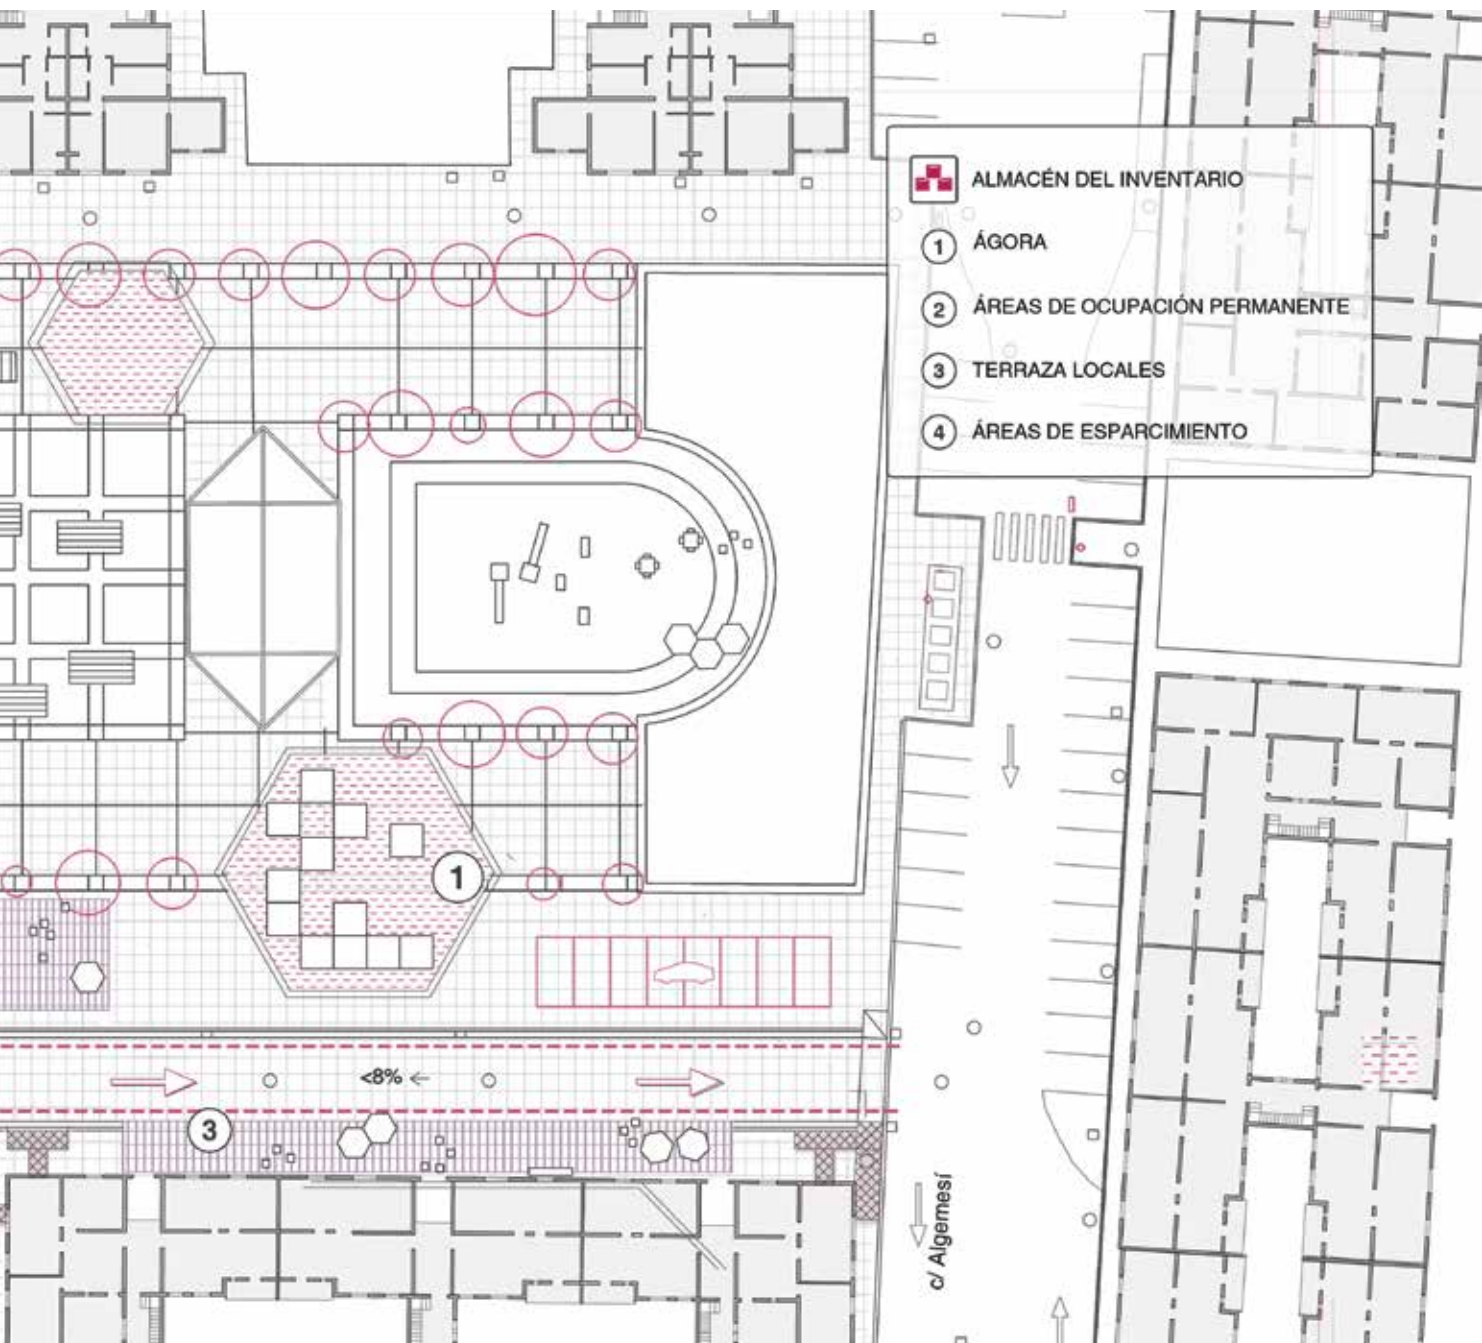 ALMACÉN DEL INVENTARIO
1 ÁGORA
2 ÁREAS DE OCUPACIÓN PERMANENTE
3 TERRAZA LOCALES
4 ÁREAS DE ESPARCIMIENTO
1
<8% ←
3
c/ Algemesí